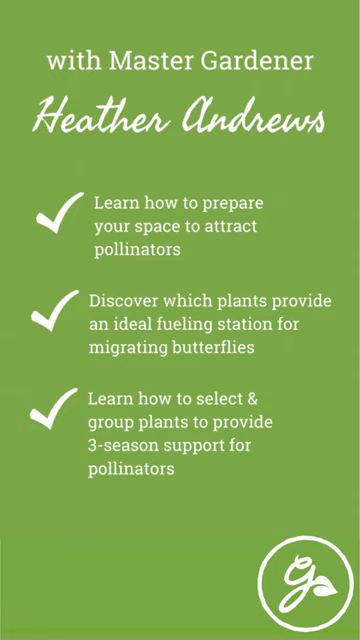 with Master Gardener
Heather Andrews
Learn how to prepare
your space to attract
pollinators
Discover which plants provide
an ideal fueling station for
migrating butterflies
Learn how to select &
group plants to provide
3-season support for
pollinators
G